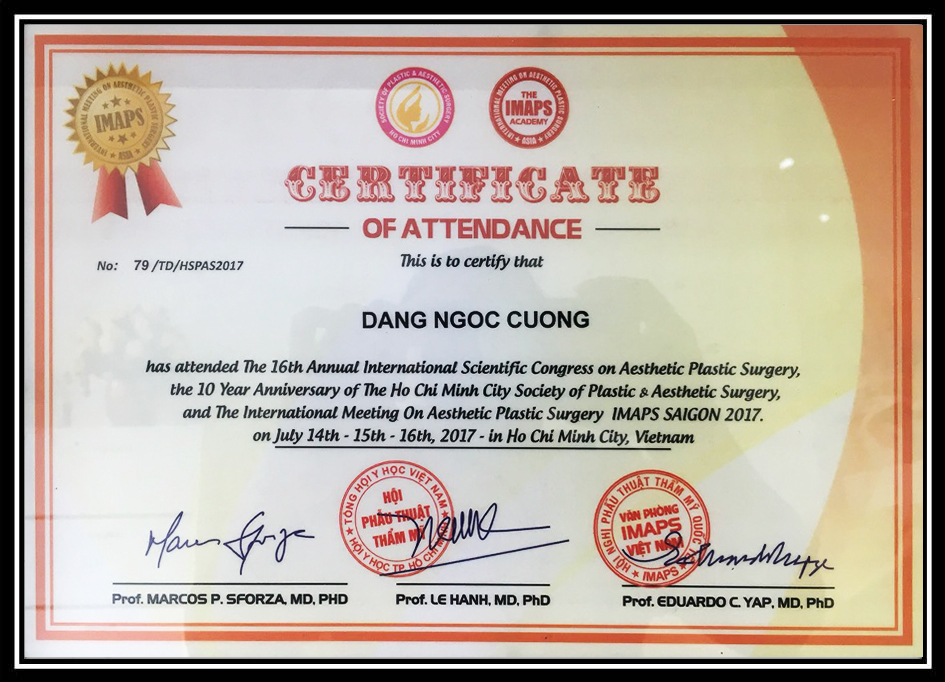 INTERNATIONAL MEETING ON AESTHETIC PLASTIC SURGERY
IMAPS
ASIA
SOCIETY OF PLASTIC & AESTHETIC SURGERY
HO CHI MINH CITY
INTERNATIONAL MEETING ON AESTHETIC PLASTIC SURGERY
THE
IMAPS
ACADEMY
ASIA
CERTIFICATE
OF ATTENDANCE
No: 79 /TD/HSPAS2017
This is to certify that
DANG NGOC CUONG
has attended The 16th Annual International Scientific Congress on Aesthetic Plastic Surgery,
the 10 Year Anniversary of The Ho Chi Minh City Society of Plastic & Aesthetic Surgery,
and The International Meeting On Aesthetic Plastic Surgery IMAPS SAIGON 2017.
on July 14th - 15th - 16th, 2017 - in Ho Chi Minh City, Vietnam
TỔNG HỘI Y HỌC VIỆT NAM
HỘI
PHẪU THUẬT
THẨM MỸ
HỘI Y HỌC TP HỒ CHÍ
HỘI NGHỊ PHẪU THUẬT THẨM MỸ QUỐC
VĂN PHÒNG
IMAPS
VIỆT NAM
IMAPS
Prof. MARCOS P. SFORZA, MD, PHD
Prof. LE HANH, MD, PhD
Prof. EDUARDO C. YAP, MD, PhD